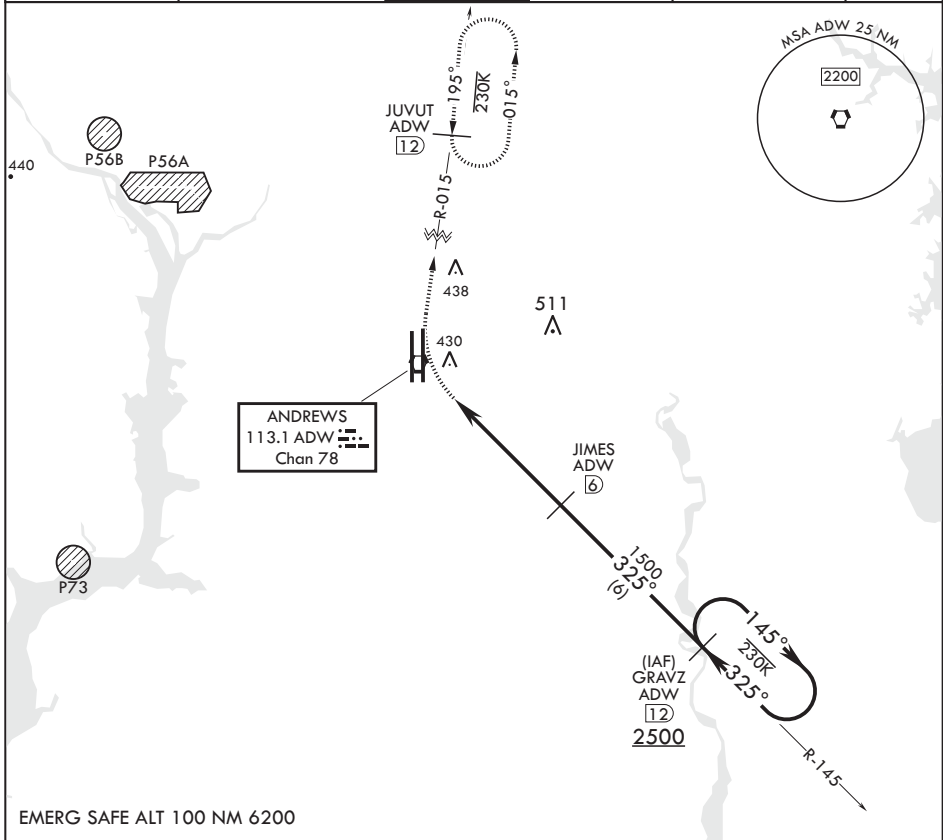 MSA ADW 25 NM
2200
195°
230K
015°
JUVUT
ADW
12
R-015
P56B
P56A
440
438
511
430
ANDREWS
113.1 ADW
Chan 78
JIMES
ADW
6
1500
325°
(6)
P73
145°
230K
325°
(IAF)
GRAVZ
ADW
12
2500
R-145
EMERG SAFE ALT 100 NM 6200